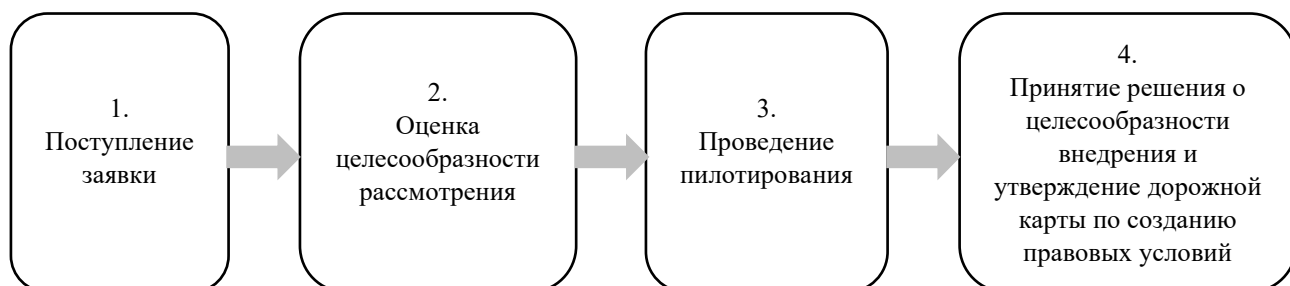 1.
Поступление
заявки
2.
Оценка
целесообразности
рассмотрения
3.
Проведение
пилотирования
4.
Принятие решения о
целесообразности
внедрения и
утверждение дорожной
карты по созданию
правовых условий